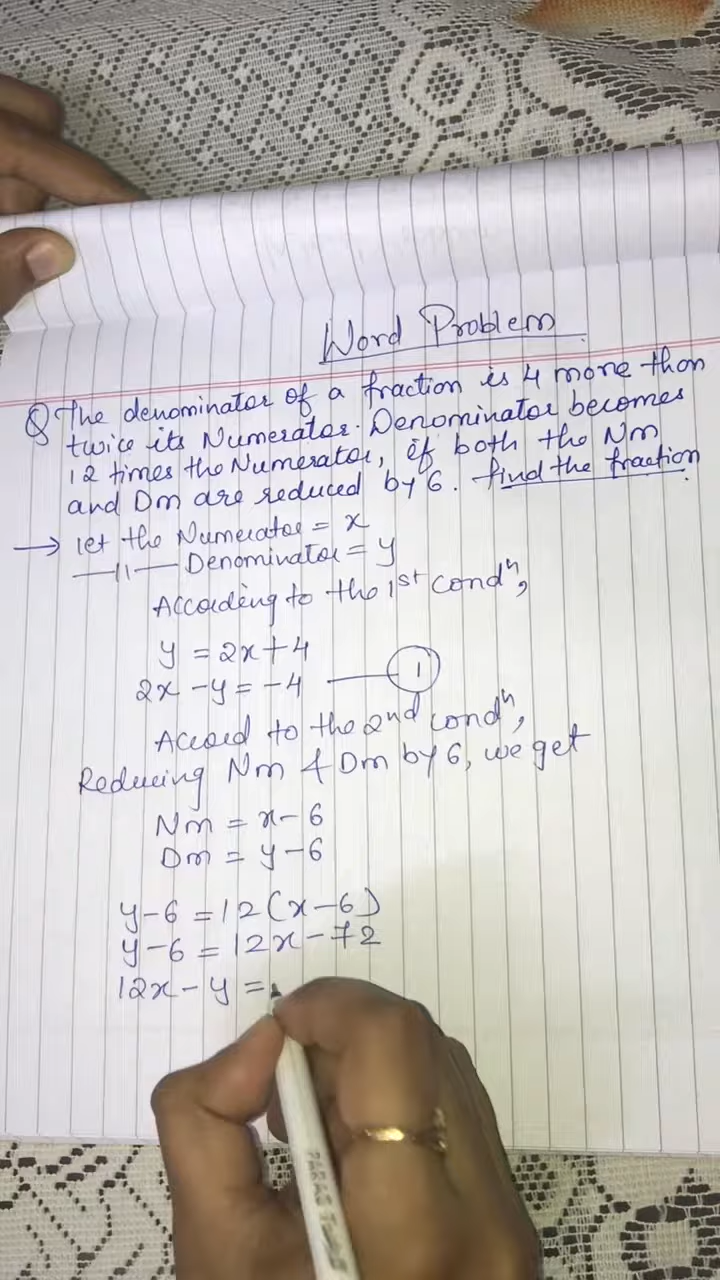 Word Problem
Q The denominator of a fraction is 4 more than
twice its Numerator. Denominator becomes
12 times the Numerator, if both the Nm
and Dm are reduced by 6. find the fraction.
→ let the Numerator = x
—11— Denominator = y
According to the 1st condn,
y = 2x+4
2x -y = -4 — 1
Accord to the 2nd condn,
Reducing Nm & Dm by 6, we get
Nm = x-6
Dm = y-6
y-6 = 12(x-6)
y-6 = 12x-72
12x-y =